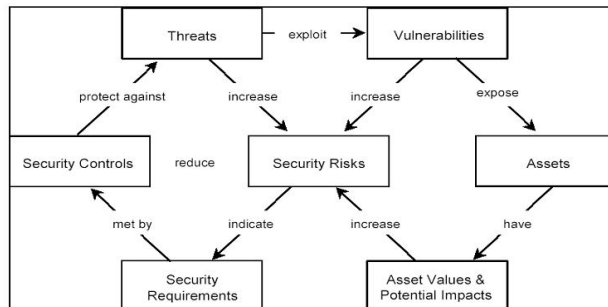 Threats
exploit
Vulnerabilities
protect against
increase
increase
expose
Security Controls
reduce
Security Risks
Assets
met by
indicate
increase
have
Security
Requirements
Asset Values &
Potential Impacts